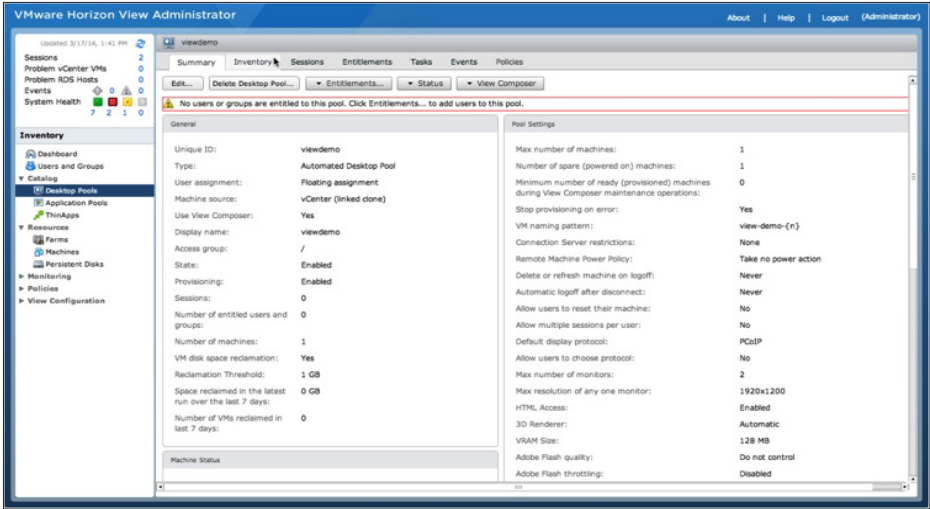 VMware Horizon View Administrator
About | Help | Logout (Administrator)
Updated 3/17/14, 1:41 PM
Sessions 2
Problem vCenter VMs 0
Problem RDS Hosts 0
Events 0 0
System Health
7 2 1 0
Inventory
Dashboard
Users and Groups
Catalog
Desktop Pools
Application Pools
ThinApps
Resources
Farms
Machines
Persistent Disks
Monitoring
Policies
View Configuration
viewdemo
Summary Inventory Sessions Entitlements Tasks Events Policies
Edit... Delete Desktop Pool... Entitlements... Status View Composer
No users or groups are entitled to this pool. Click Entitlements... to add users to this pool.
General
Unique ID: viewdemo
Type: Automated Desktop Pool
User assignment: Floating assignment
Machine source: vCenter (linked clone)
Use View Composer: Yes
Display name: viewdemo
Access group: /
State: Enabled
Provisioning: Enabled
Sessions: 0
Number of entitled users and 0
groups:
Number of machines: 1
VM disk space reclamation: Yes
Reclamation Threshold: 1 GB
Space reclaimed in the latest 0 GB
run over the last 7 days:
Number of VMs reclaimed in 0
last 7 days:
Machine Status
Pool Settings
Max number of machines: 1
Number of spare (powered on) machines: 1
Minimum number of ready (provisioned) machines 0
during View Composer maintenance operations:
Stop provisioning on error: Yes
VM naming pattern: view-demo-{n}
Connection Server restrictions: None
Remote Machine Power Policy: Take no power action
Delete or refresh machine on logoff: Never
Automatic logoff after disconnect: Never
Allow users to reset their machine: No
Allow multiple sessions per user: No
Default display protocol: PCoIP
Allow users to choose protocol: No
Max number of monitors: 2
Max resolution of any one monitor: 1920x1200
HTML Access: Enabled
3D Renderer: Automatic
VRAM Size: 128 MB
Adobe Flash quality: Do not control
Adobe Flash throttling: Disabled